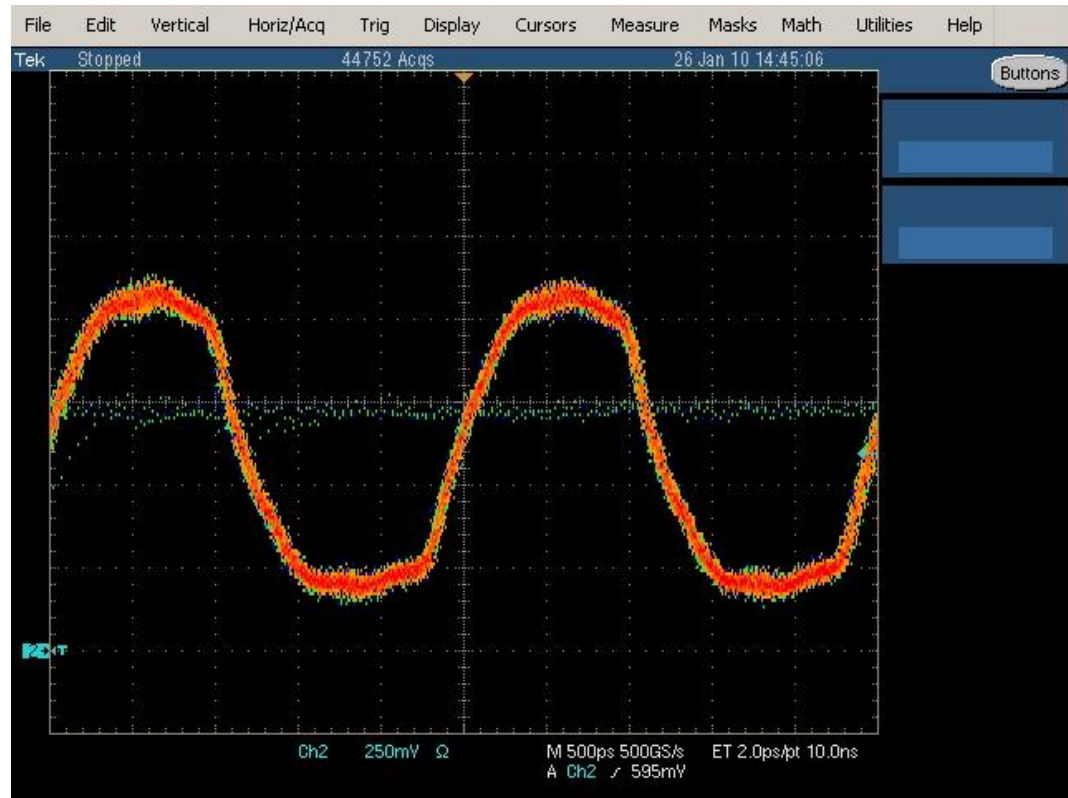 File Edit Vertical Horiz/Acq Trig Display Cursors Measure Masks Math Utilities Help
Tek Stopped 44752 Acqs 26 Jan 10 14:45:06
Buttons
2 T
Ch2 250mV Ω M 500ps 500GS/s ET 2.0ps/pt 10.0ns
A Ch2 595mV